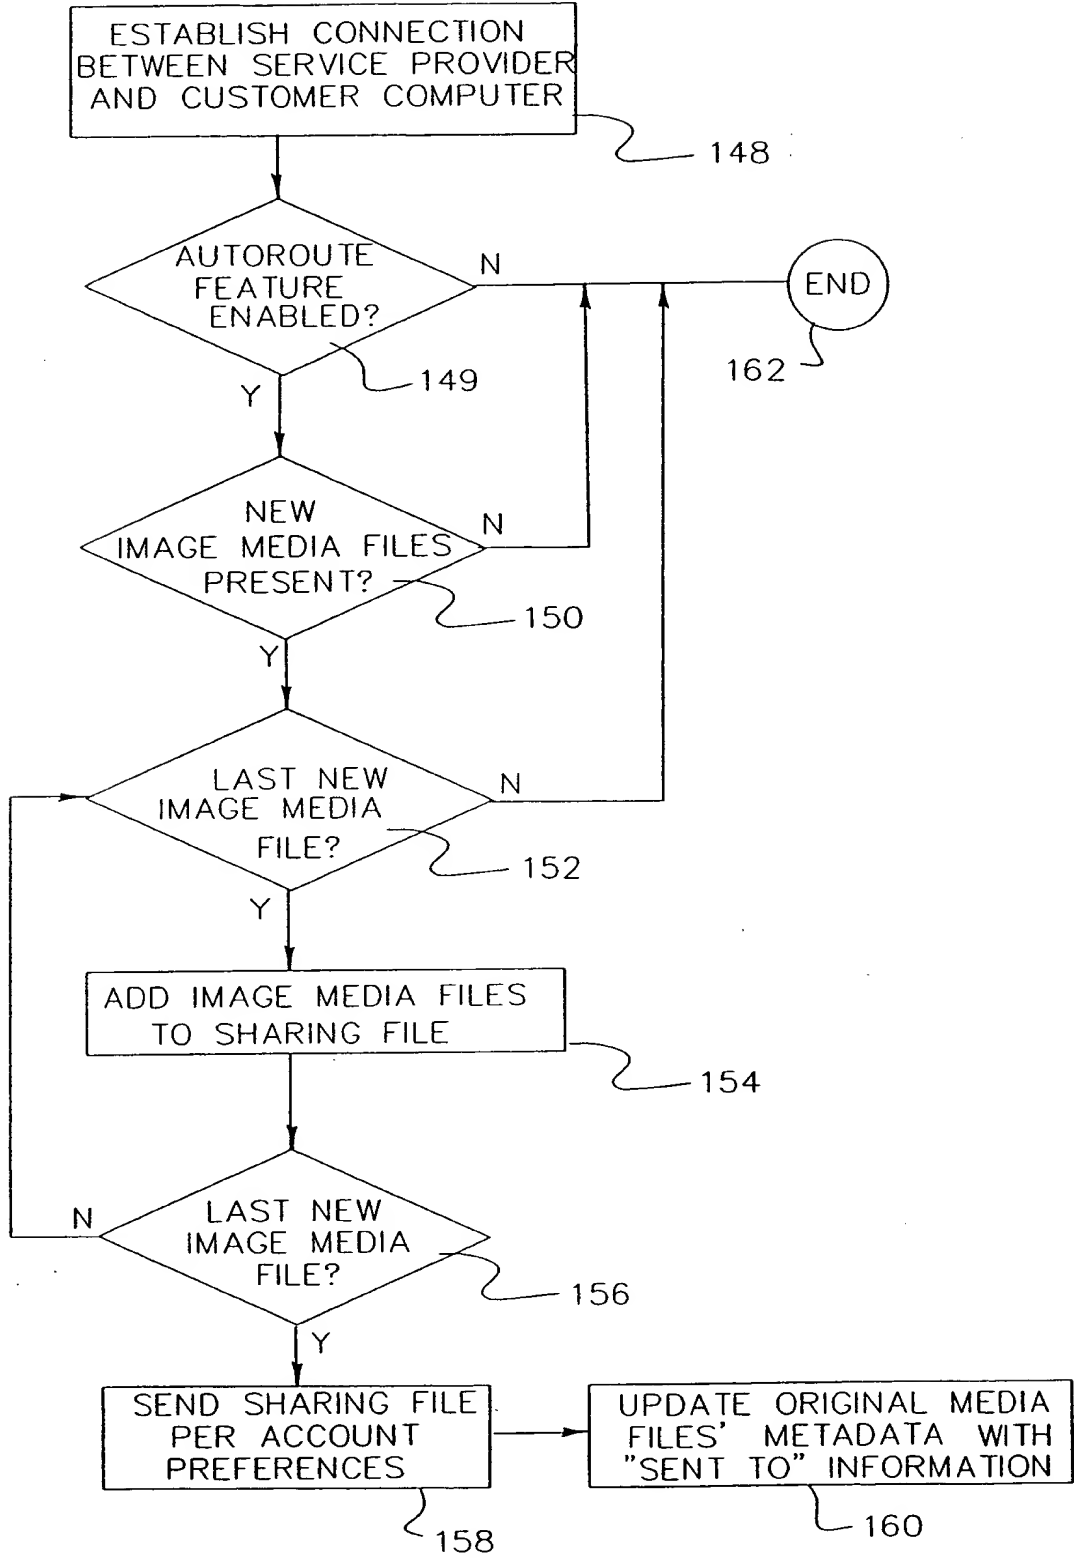 ESTABLISH CONNECTION
BETWEEN SERVICE PROVIDER
AND CUSTOMER COMPUTER
148
AUTOROUTE
FEATURE
ENABLED?
N
END
162
149
Y
NEW
IMAGE MEDIA FILES
PRESENT?
N
150
Y
LAST NEW
IMAGE MEDIA
FILE?
N
152
Y
ADD IMAGE MEDIA FILES
TO SHARING FILE
154
LAST NEW
IMAGE MEDIA
FILE?
N
156
Y
SEND SHARING FILE
PER ACCOUNT
PREFERENCES
158
UPDATE ORIGINAL MEDIA
FILES' METADATA WITH
"SENT TO" INFORMATION
160